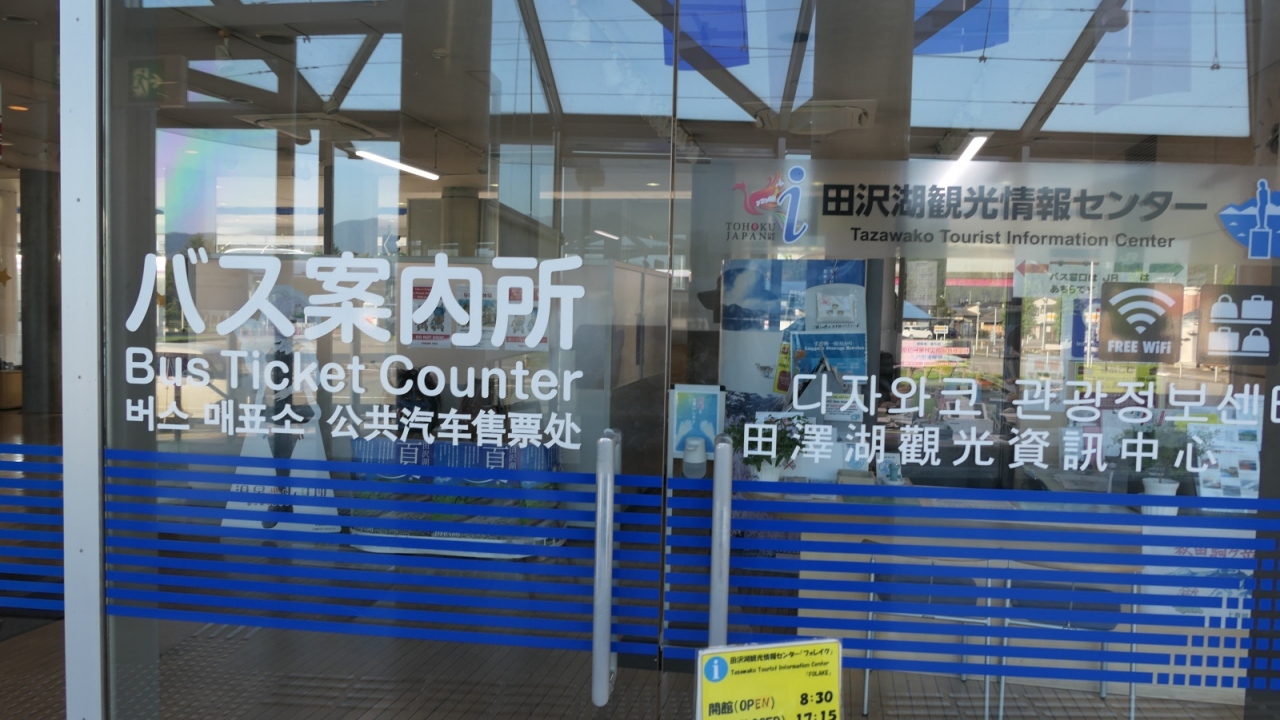 バス案内所
Bus Ticket Counter
버스 매표소 公共汽车售票处
TOHOKU
JAPAN
i 田沢湖観光情報センター
Tazawako Tourist Information Center
FREE WiFi
다자와코 관광정보센터
田澤湖觀光資訊中心
田沢湖観光情報センター「フォレイク」
Tazawako Tourist Information Center
「FOLAKE」
開館(OPEN) 8:30
17:15